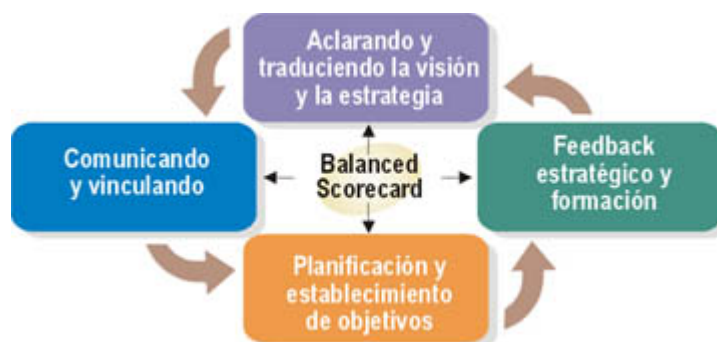 Aclarando y
traduciendo la visión
y la estrategia
Comunicando
y vinculando
Balanced
Scorecard
Feedback
estratégico y
formación
Planificación y
establecimiento
de objetivos